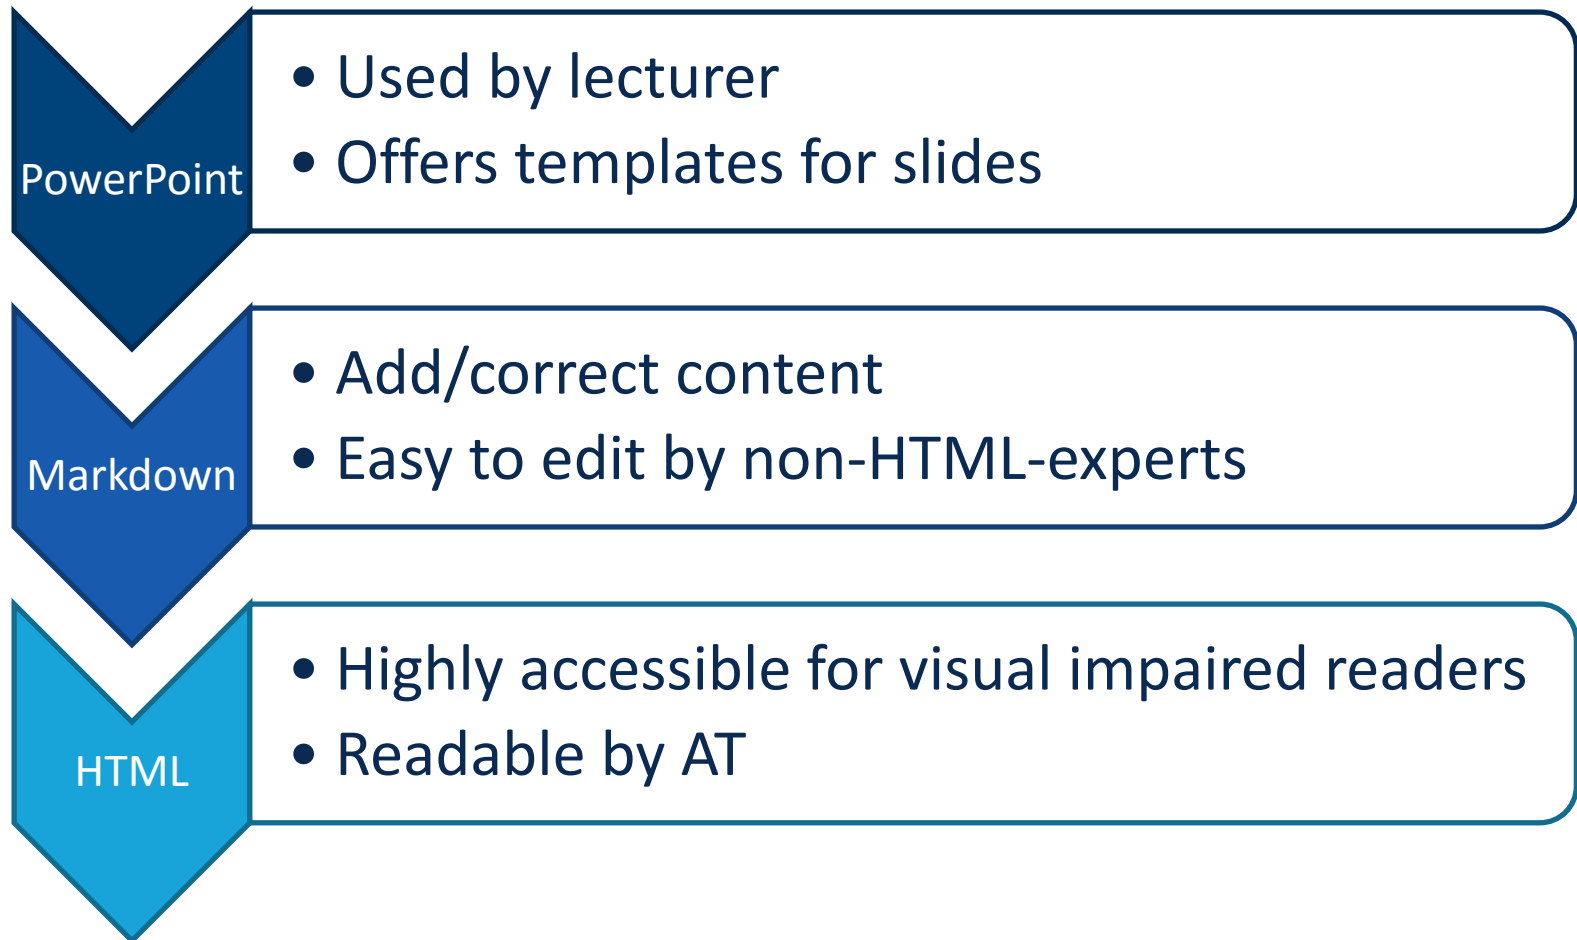 PowerPoint
• Used by lecturer
• Offers templates for slides
Markdown
• Add/correct content
• Easy to edit by non-HTML-experts
HTML
• Highly accessible for visual impaired readers
• Readable by AT